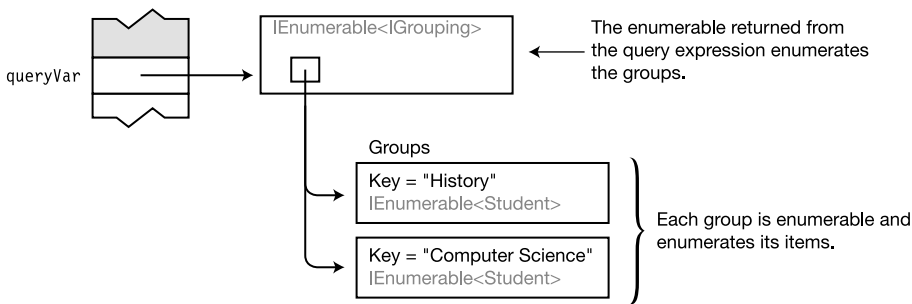 IEnumerable<IGrouping>
The enumerable returned from
the query expression enumerates
the groups.
queryVar
Groups
Key = "History"
IEnumerable<Student>
Each group is enumerable and
enumerates its items.
Key = "Computer Science"
IEnumerable<Student>